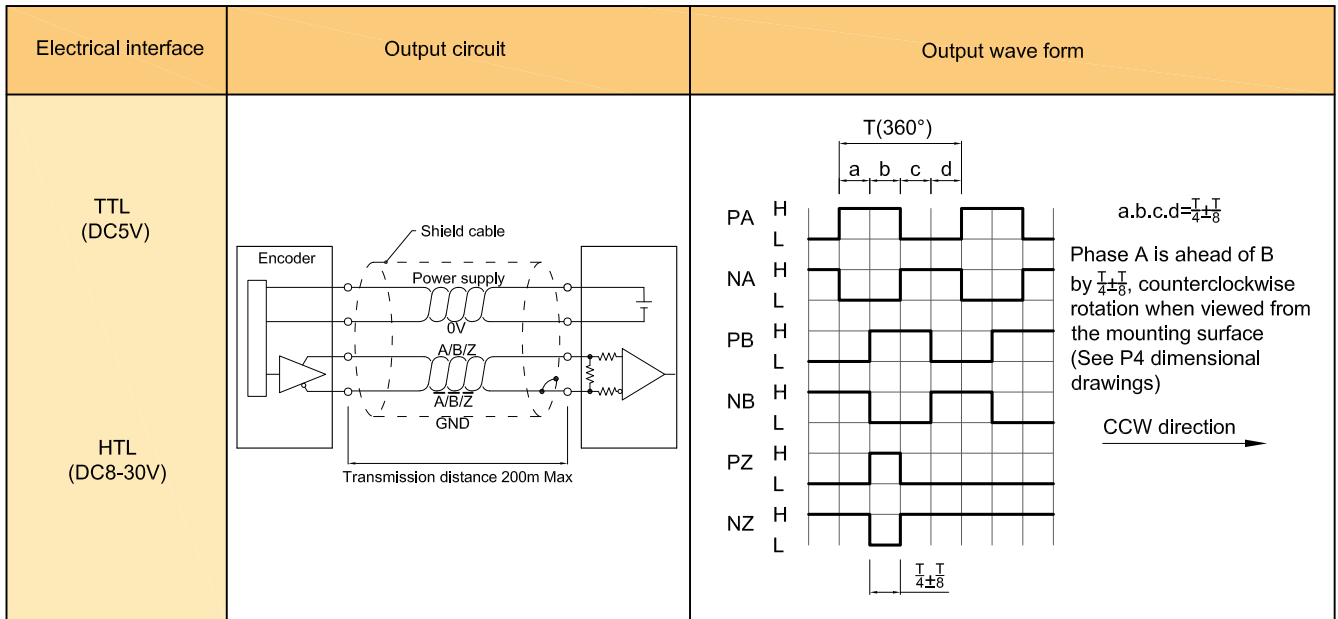 Electrical interface
Output circuit
Output wave form
TTL
(DC5V)
HTL
(DC8-30V)
Encoder
Shield cable
Power supply
0V
A/B/Z
A̅/B̅/Z̅
GND
Transmission distance 200m Max
T(360°)
a b c d
PA H
L
NA H
L
PB H
L
NB H
L
PZ H
L
NZ H
L
T/4±T/8
a.b.c.d=T/4±T/8
Phase A is ahead of B
by T/4±T/8, counterclockwise
rotation when viewed from
the mounting surface
(See P4 dimensional
drawings)
CCW direction